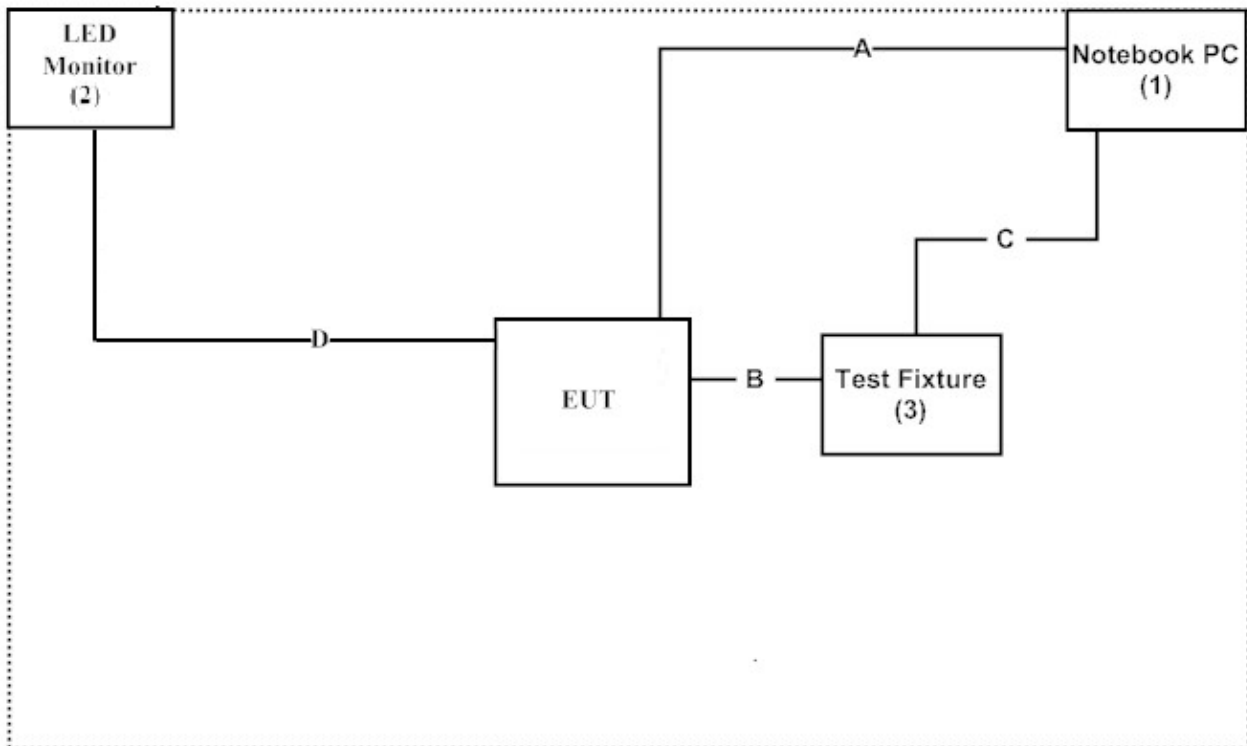 LED
Monitor
(2)
A
Notebook PC
(1)
C
D
EUT
B
Test Fixture
(3)